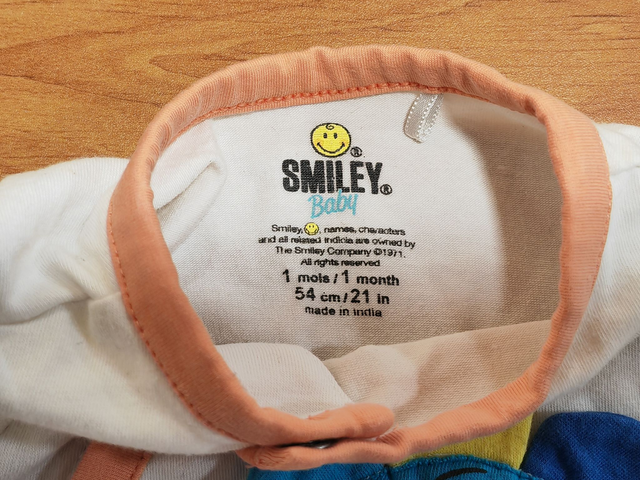 SMILEY®
Baby
Smiley, names, characters
and all related indicia are owned by
The Smiley Company ©1971.
All rights reserved
1 mois / 1 month
54 cm / 21 in
made in india